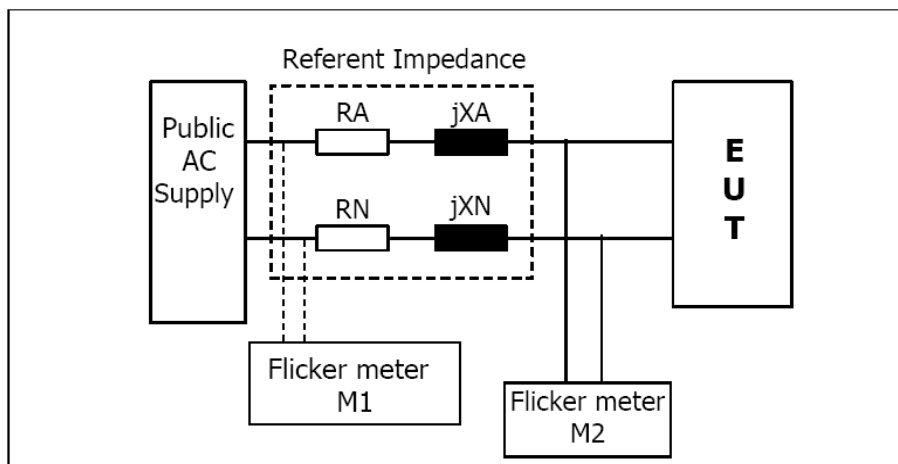 Referent Impedance
Public
AC
Supply
RA
jXA
RN
jXN
E
U
T
Flicker meter
M1
Flicker meter
M2